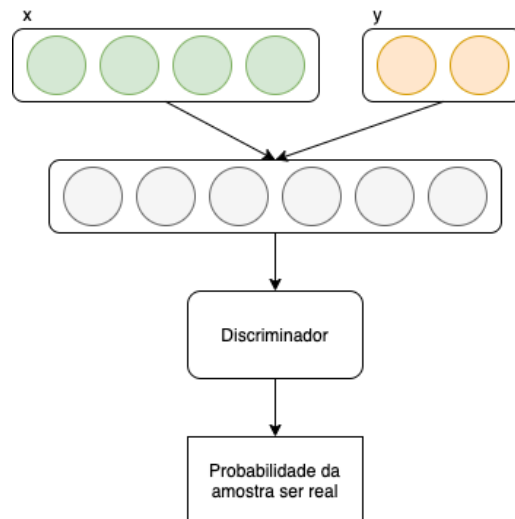 x
y
Discriminador
Probabilidade da
amostra ser real